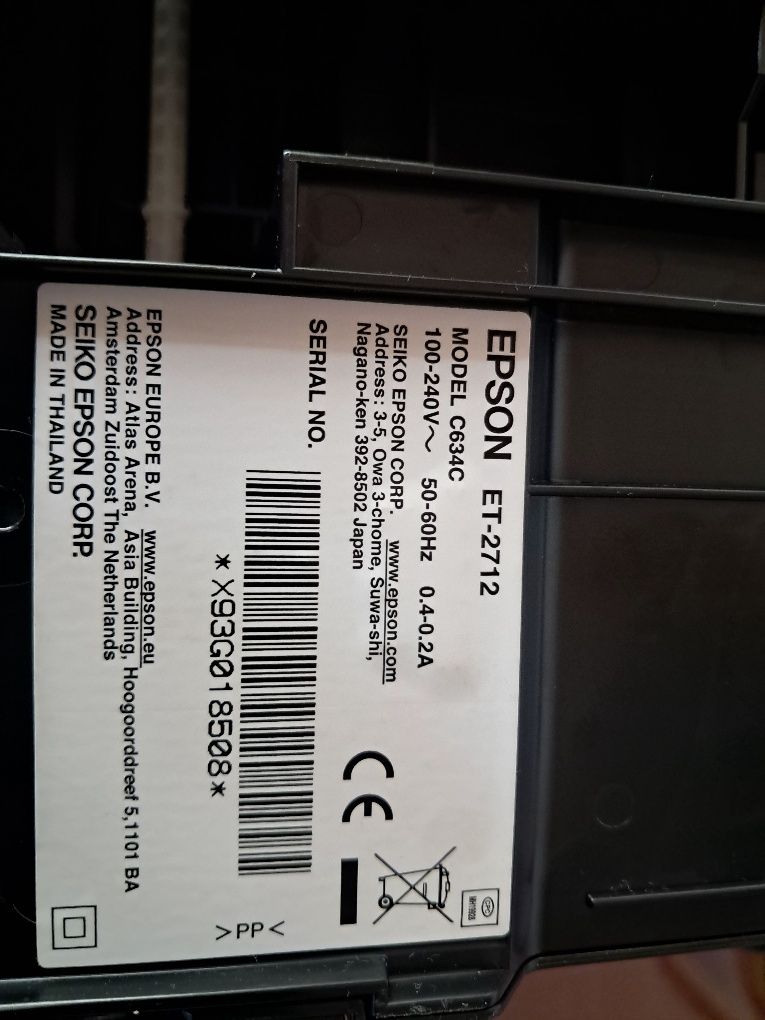 EPSON ET-2712
MODEL C634C
100-240V～ 50-60Hz 0.4-0.2A
SEIKO EPSON CORP. www.epson.com
Address: 3-5, Owa 3-chome, Suwa-shi,
Nagano-ken 392-8502 Japan
SERIAL NO.
*X93G018508*
CE
>PP<
EPSON EUROPE B.V. www.epson.eu
Address: Atlas Arena, Asia Building, Hoogoorddreef 5,1101 BA
Amsterdam Zuidoost The Netherlands
SEIKO EPSON CORP.
MADE IN THAILAND